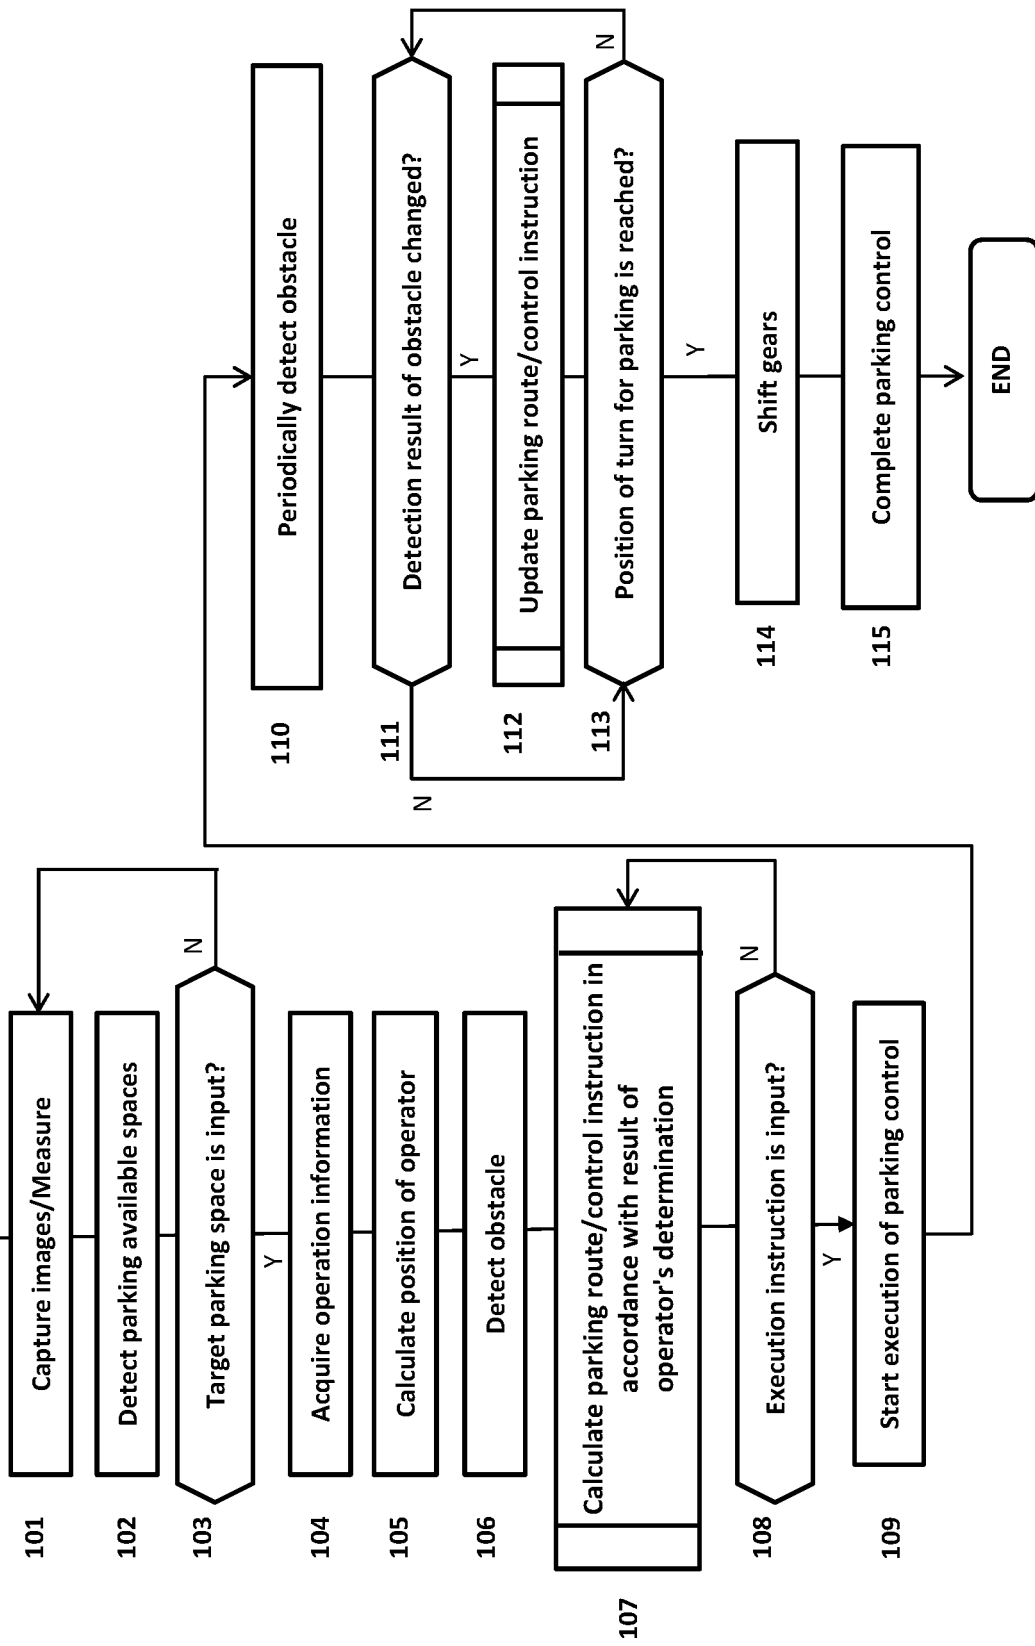 101
Capture images/Measure
102
Detect parking available spaces
103
Target parking space is input?
N
Y
104
Acquire operation information
105
Calculate position of operator
106
Detect obstacle
107
Calculate parking route/control instruction in
accordance with result of
operator's determination
108
Execution instruction is input?
N
Y
109
Start execution of parking control
110
Periodically detect obstacle
111
Detection result of obstacle changed?
N
Y
112
Update parking route/control instruction
113
Position of turn for parking is reached?
N
Y
114
Shift gears
115
Complete parking control
END